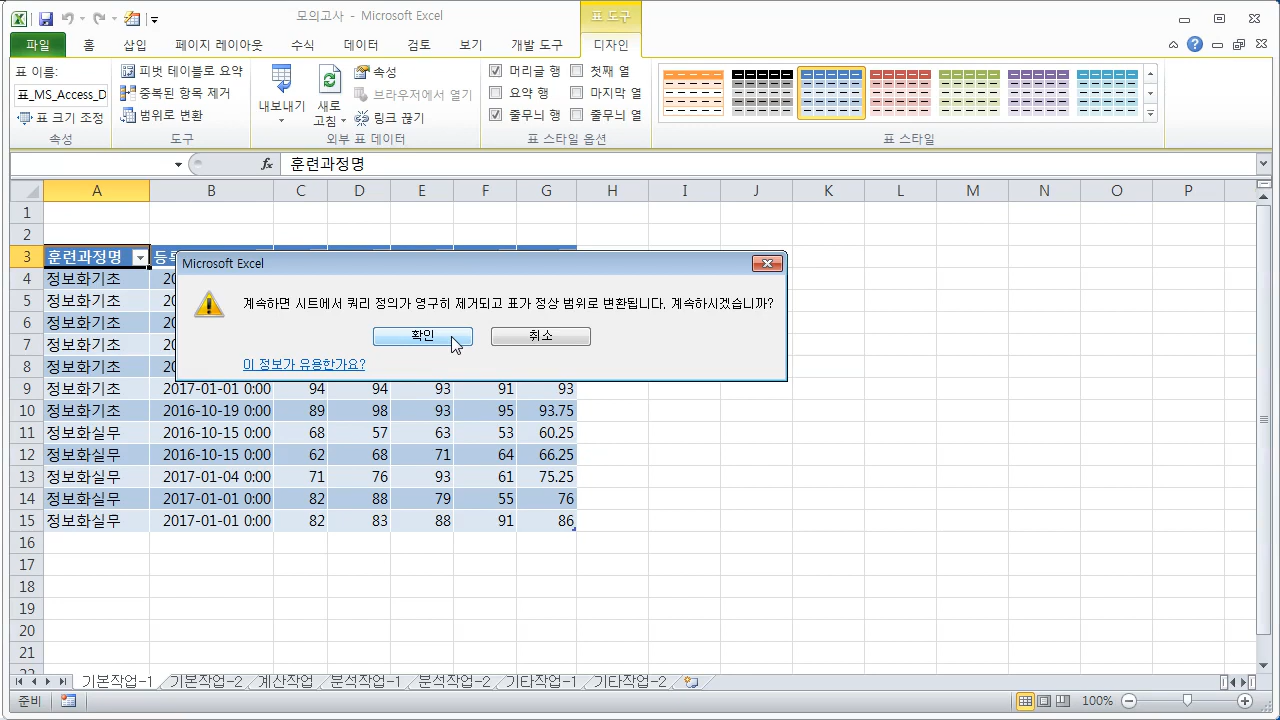 모의고사 - Microsoft Excel
표 도구
파일 홈 삽입 페이지 레이아웃 수식 데이터 검토 보기 개발 도구 디자인
표 이름:
표_MS_Access_D
표 크기 조정
속성
피벗 테이블로 요약
중복된 항목 제거
범위로 변환
도구
내보내기
새로 고침
속성
브라우저에서 열기
링크 끊기
외부 표 데이터
머리글 행 첫째 열
요약 행 마지막 열
줄무늬 행 줄무늬 열
표 스타일 옵션
표 스타일
fx 훈련과정명
A B C D E F G H I J K L M N O P
1
2
3 훈련과정명
4 정보화기초
5 정보화기초
6 정보화기초
7 정보화기초
8 정보화기초
9 정보화기초 2017-01-01 0:00 94 94 93 91 93
10 정보화기초 2016-10-19 0:00 89 98 93 95 93.75
11 정보화실무 2016-10-15 0:00 68 57 63 53 60.25
12 정보화실무 2016-10-15 0:00 62 68 71 64 66.25
13 정보화실무 2017-01-04 0:00 71 76 93 61 75.25
14 정보화실무 2017-01-01 0:00 82 88 79 55 76
15 정보화실무 2017-01-01 0:00 82 83 88 91 86
16
17
18
19
20
21
Microsoft Excel
계속하면 시트에서 쿼리 정의가 영구히 제거되고 표가 정상 범위로 변환됩니다. 계속하시겠습니까?
확인 취소
이 정보가 유용한가요?
기본작업-1 기본작업-2 계산작업 분석작업-1 분석작업-2 기타작업-1 기타작업-2
준비
100%